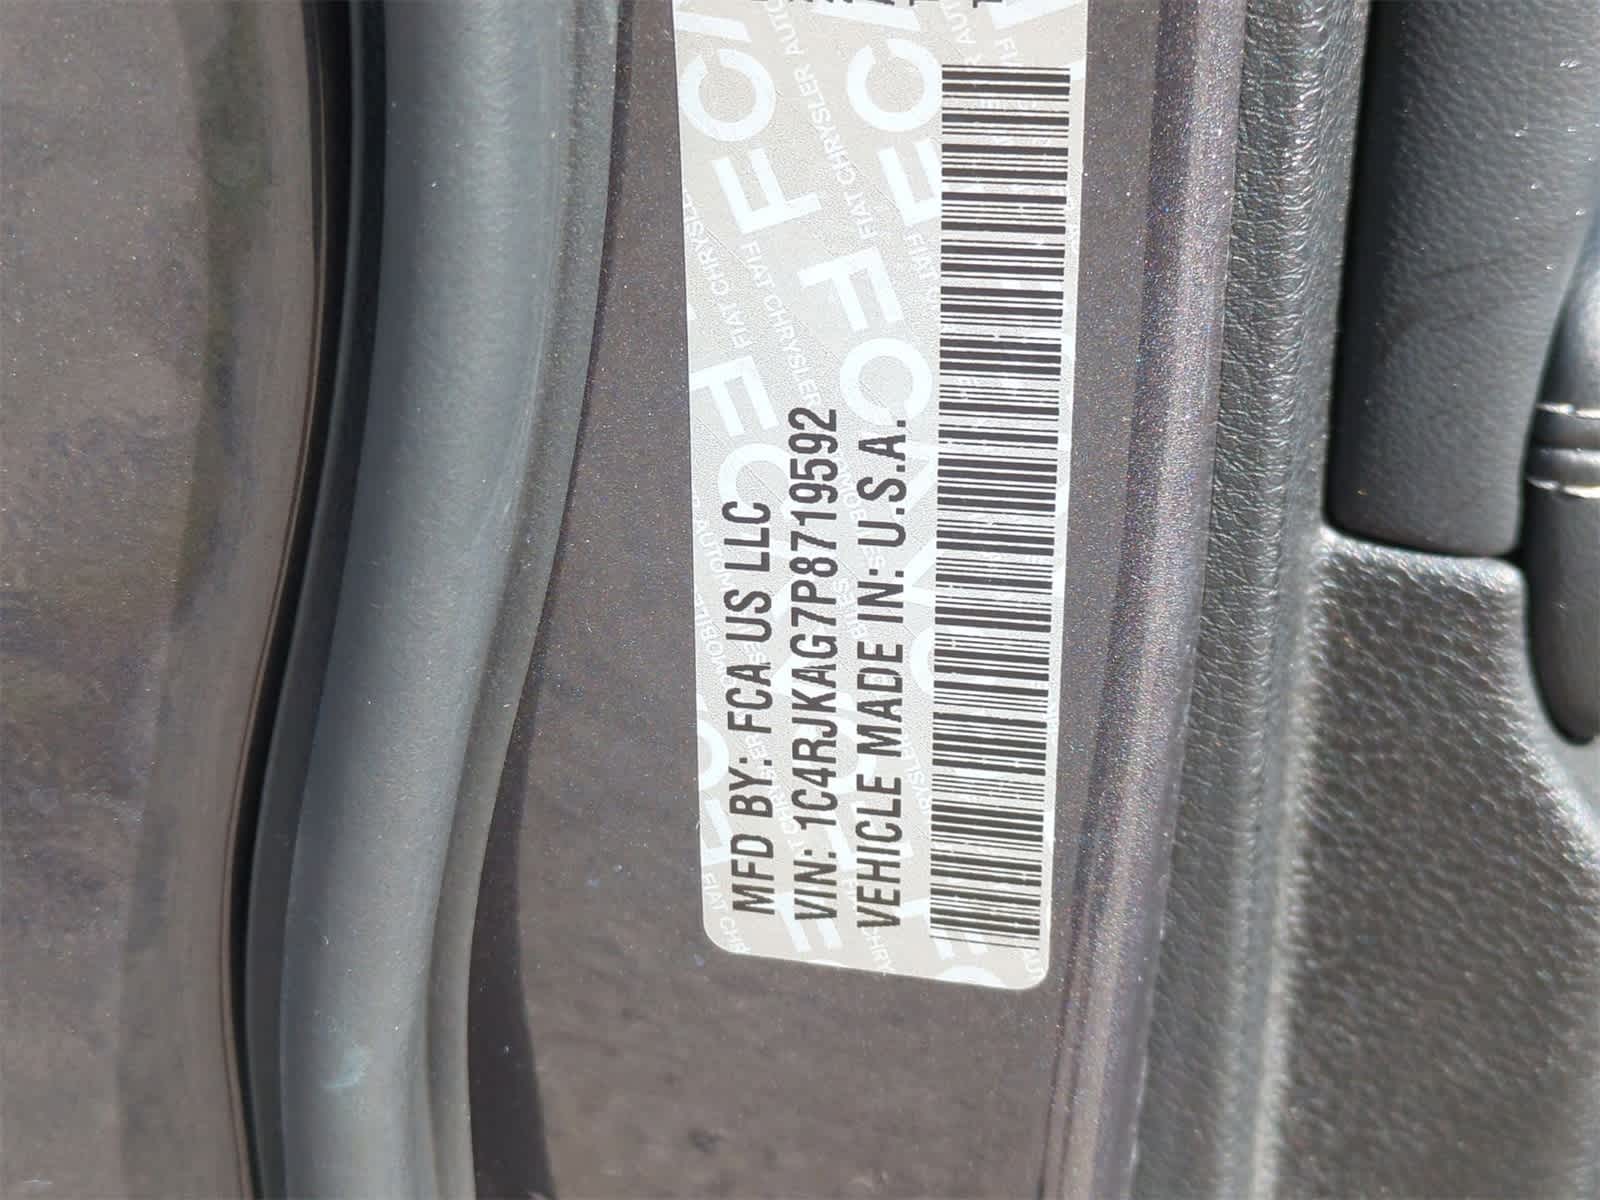 MFD BY: FCA US LLC
VIN: 1C4RJKAG7P8719592
VEHICLE MADE IN: U.S.A.